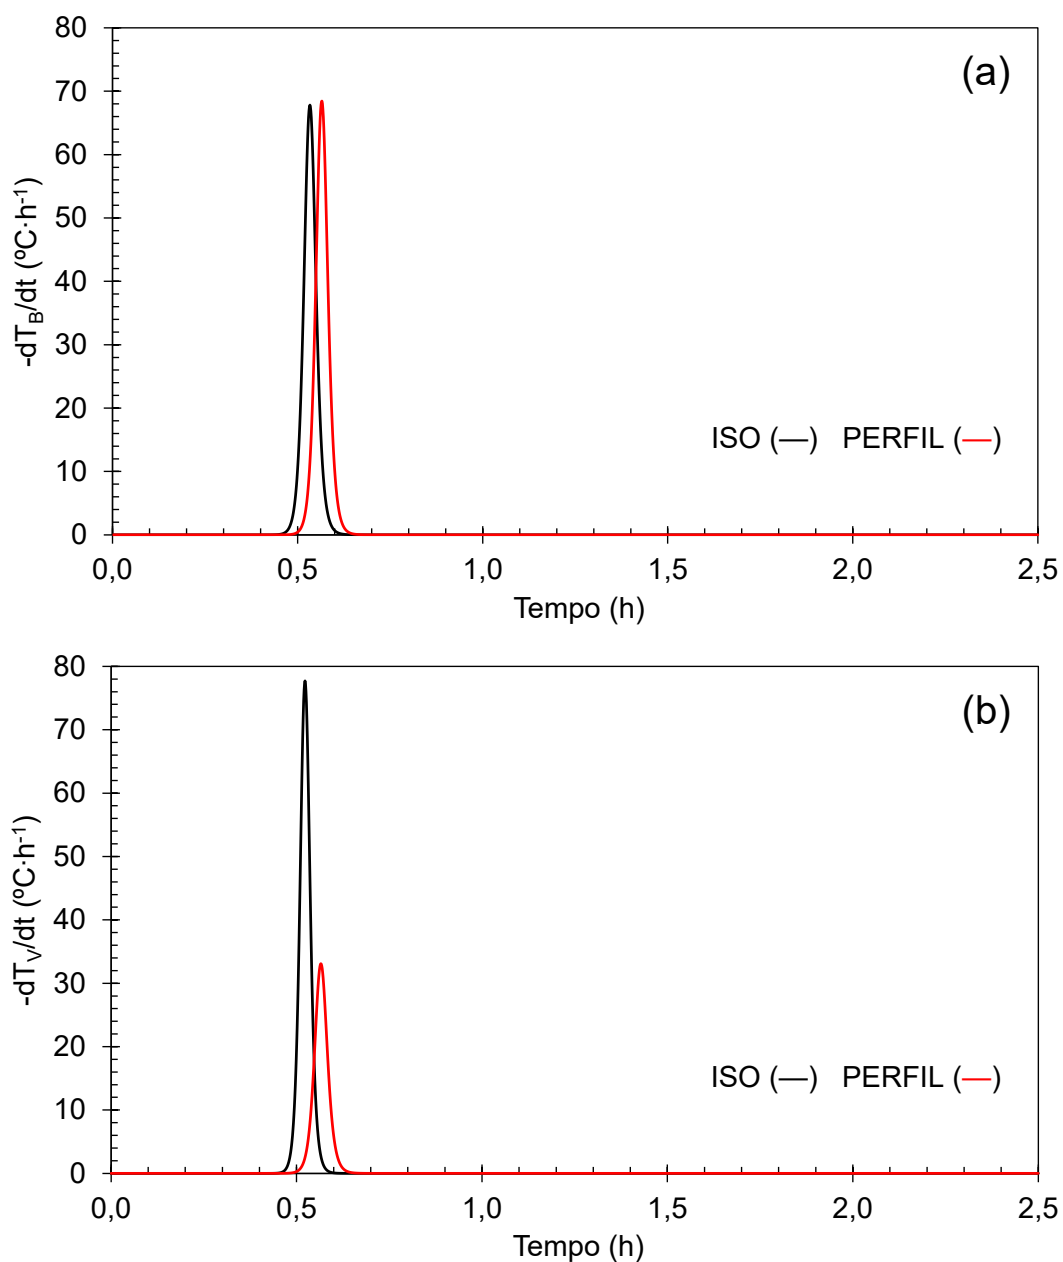 80
(a)
70
60
50
40
30
20
10
0
-dT_B/dt (ºC·h⁻¹)
ISO (—) PERFIL (—)
0,0 0,5 1,0 1,5 2,0 2,5
Tempo (h)
80
(b)
70
60
50
40
30
20
10
0
-dT_V/dt (ºC·h⁻¹)
ISO (—) PERFIL (—)
0,0 0,5 1,0 1,5 2,0 2,5
Tempo (h)